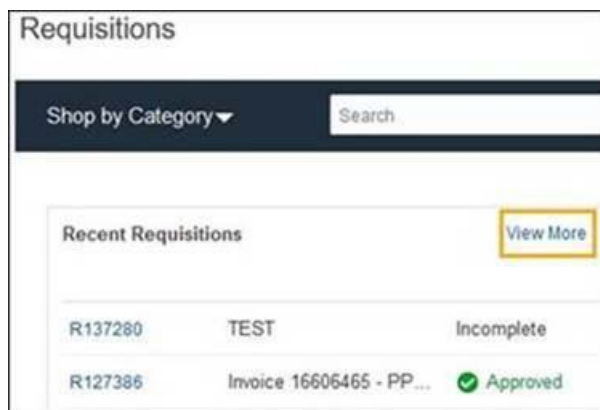 Requisitions
Shop by Category Search
Recent Requisitions View More
R137280 TEST Incomplete
R127386 Invoice 16606465 - PP... Approved